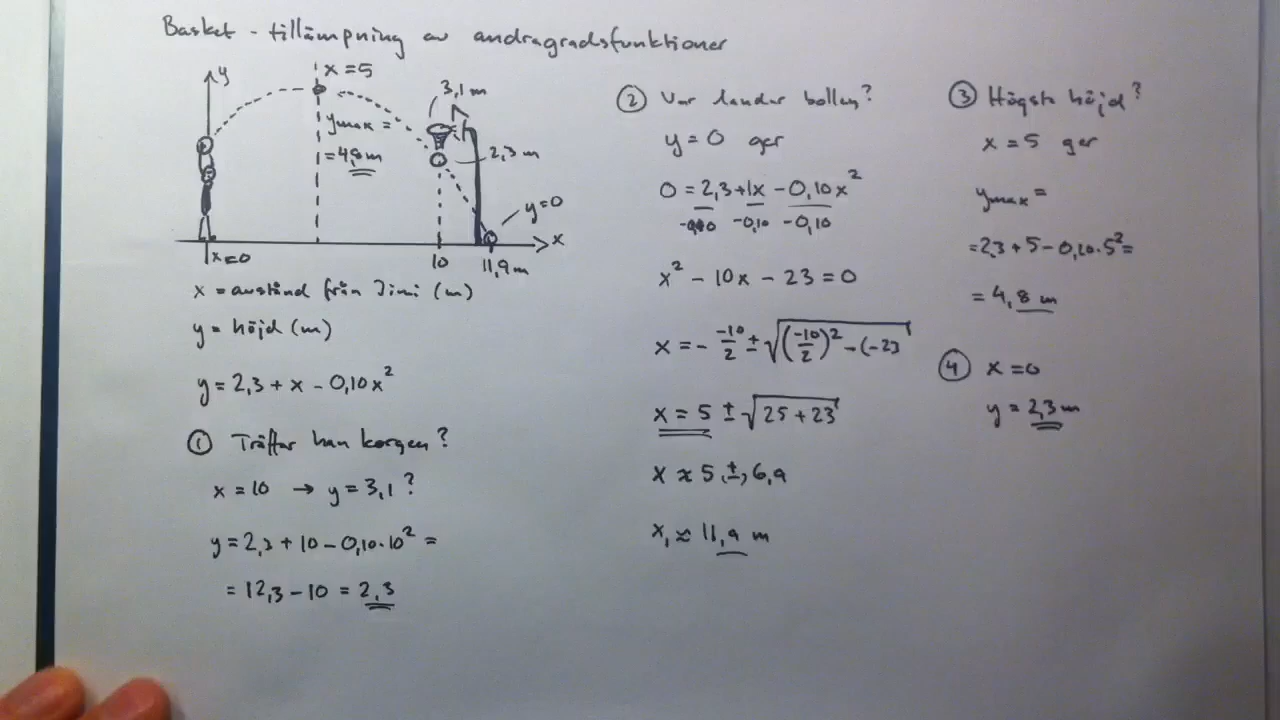 Basket - tillämpning av andragradsfunktioner
y
x = 5
ymax =
= 4,8 m
3,1 m
2,3 m
y=0
x
x=0
10
11,9 m
x = avstånd från Jimi (m)
y = höjd (m)
y = 2,3 + x - 0,10x²
① Träffar han korgen?
x = 10 → y = 3,1 ?
y = 2,3 + 10 - 0,10·10² =
= 12,3 - 10 = 2,3
② Var landar bollen?
y = 0 ger
0 = 2,3 + 1x - 0,10x²
-0,10 -0,10 -0,10
x² - 10x - 23 = 0
x = - -10/2 ± √((-10/2)² - (-23)
x = 5 ± √(25 + 23)
x ≈ 5 ± 6,9
x₁ ≈ 11,9 m
③ Högsta höjd?
x = 5 ger
ymax =
= 2,3 + 5 - 0,10·5² =
= 4,8 m
④ x = 0
y = 2,3 m